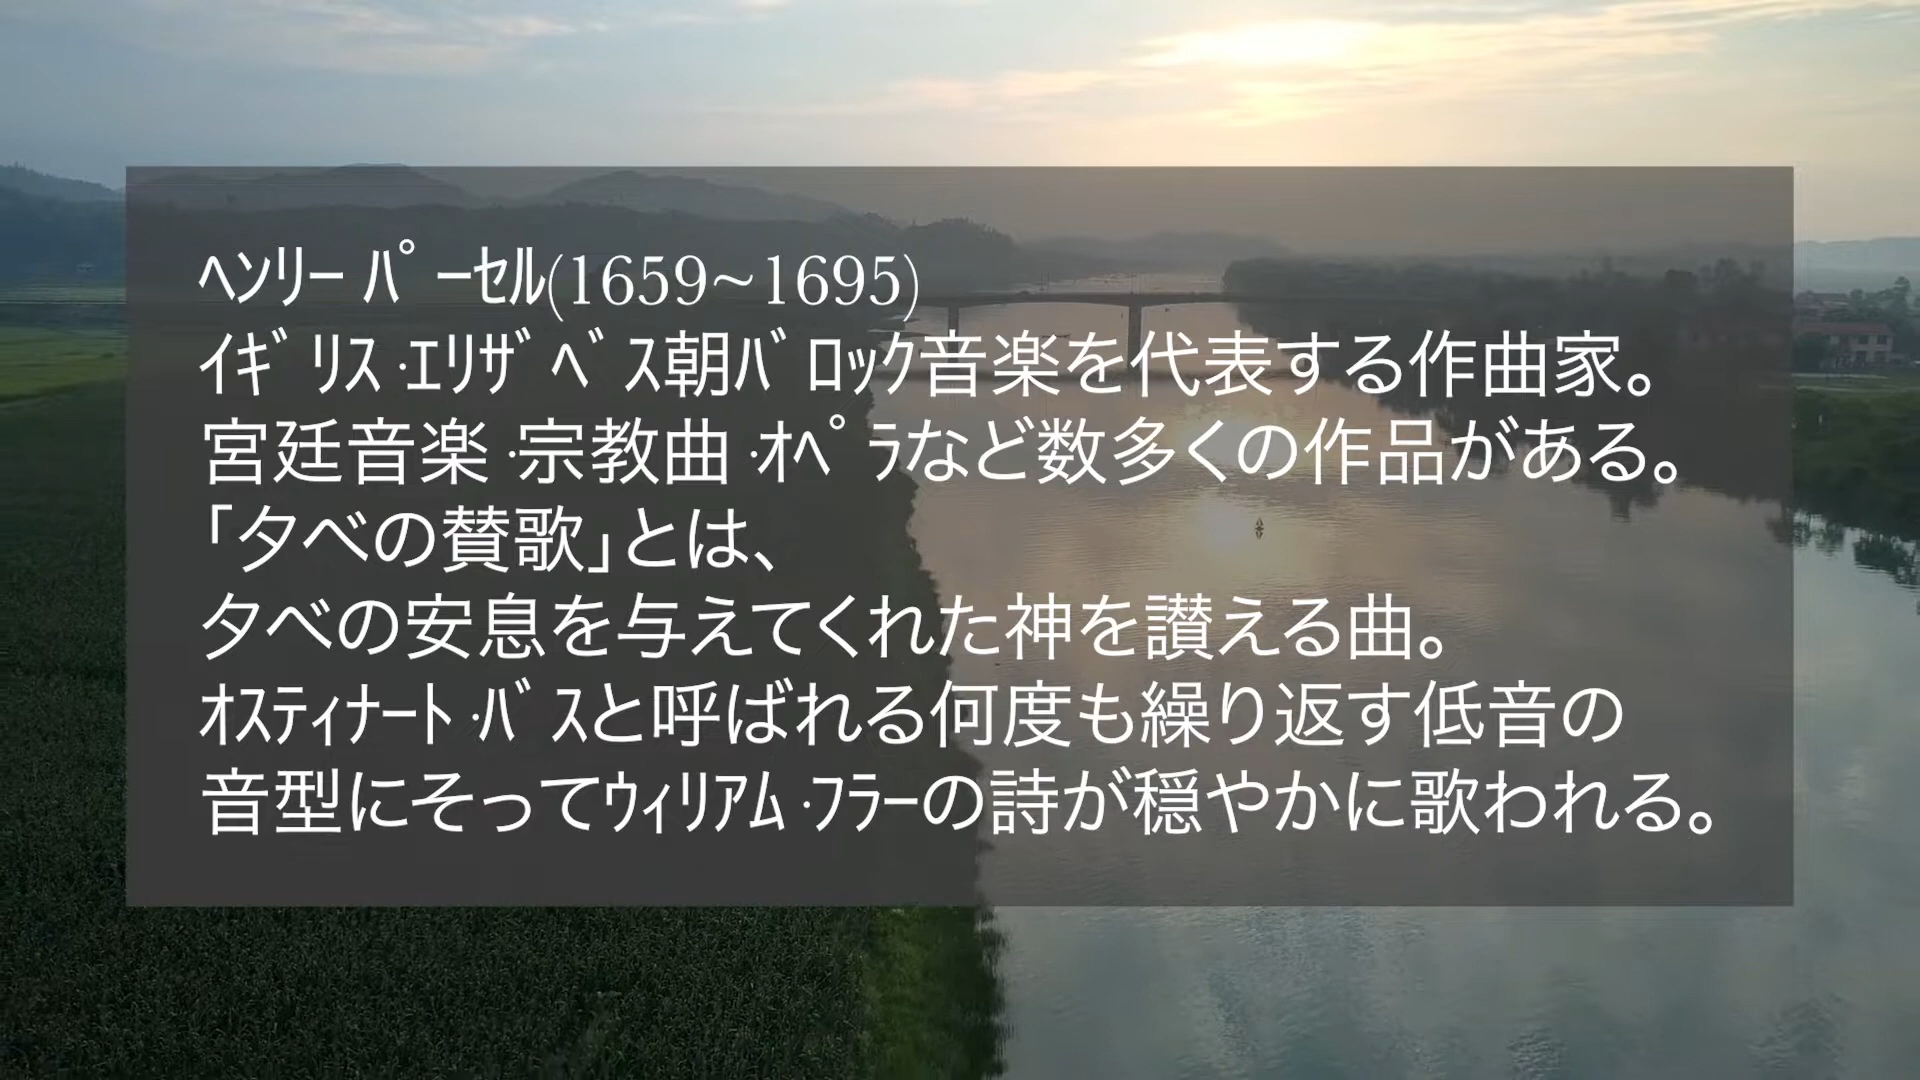 ﾍﾝﾘｰ ﾊﾟｰｾﾙ(1659~1695)
ｲｷﾞﾘｽ･ｴﾘｻﾞﾍﾞｽ朝ﾊﾞﾛｯｸ音楽を代表する作曲家。
宮廷音楽･宗教曲･ｵﾍﾟﾗなど数多くの作品がある。
「夕べの賛歌」とは、
夕べの安息を与えてくれた神を讃える曲。
ｵｽﾃｨﾅｰﾄ･ﾊﾞｽと呼ばれる何度も繰り返す低音の
音型にそってｳｨﾘｱﾑ･ﾌﾗｰの詩が穏やかに歌われる。